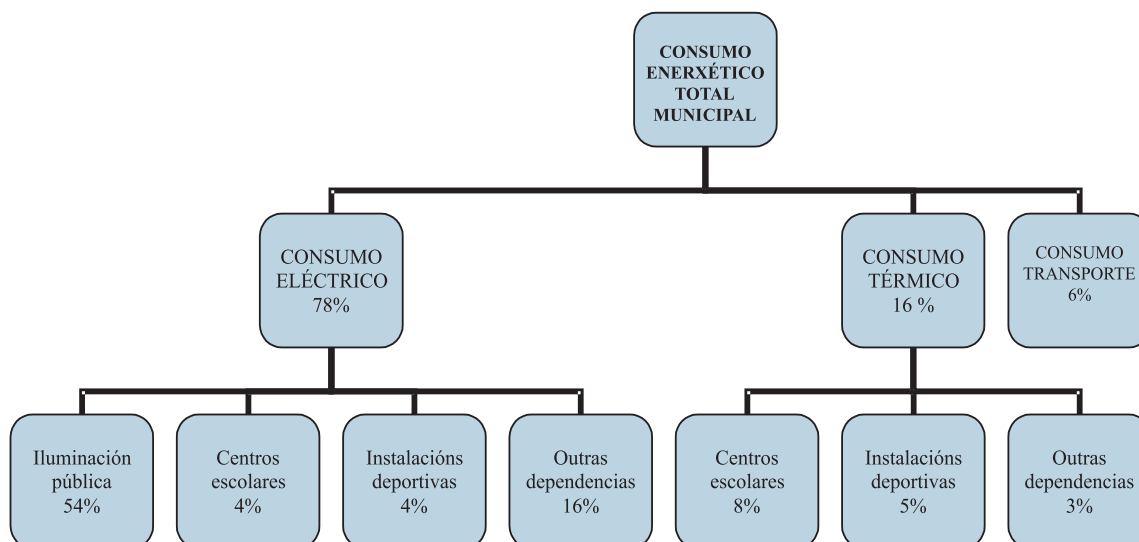 CONSUMO
ENERXÉTICO
TOTAL
MUNICIPAL
CONSUMO
ELÉCTRICO
78%
CONSUMO
TÉRMICO
16 %
CONSUMO
TRANSPORTE
6%
Iluminación
pública
54%
Centros
escolares
4%
Instalacións
deportivas
4%
Outras
dependencias
16%
Centros
escolares
8%
Instalacións
deportivas
5%
Outras
dependencias
3%